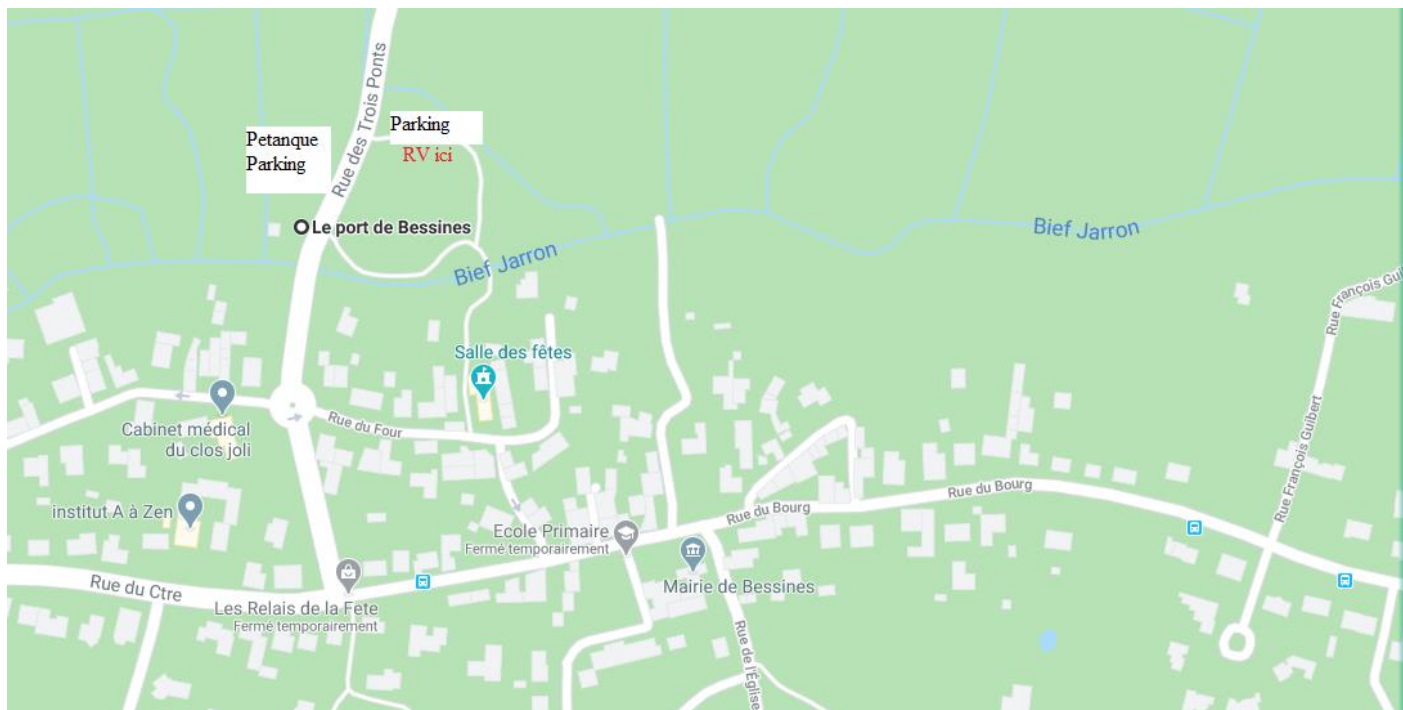 Rue des Trois Ponts
Petanque
Parking
Parking
RV ici
Le port de Bessines
Bief Jarron
Bief Jarron
Rue François Gui
Rue François Guibert
Salle des fêtes
Cabinet médical
du clos joli
Rue du Four
institut A à Zen
Ecole Primaire
Fermé temporairement
Rue du Bourg
Rue du Bourg
Mairie de Bessines
Rue du Ctre
Les Relais de la Fete
Fermé temporairement
Rue de l'Église